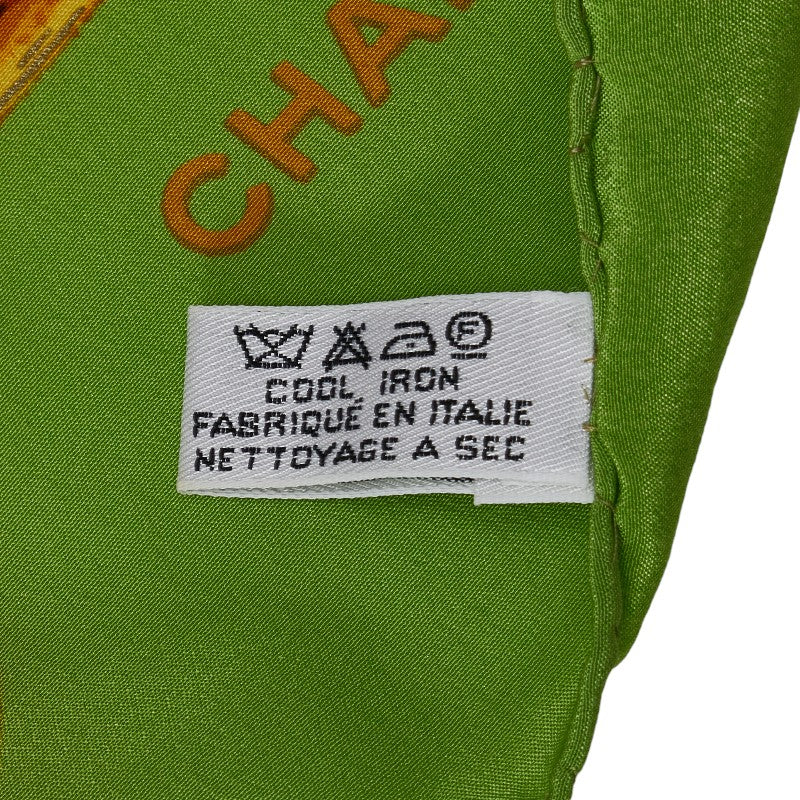 CHA
F
COOL IRON
FABRIQUÉ EN ITALIE
NETTOYAGE A SEC